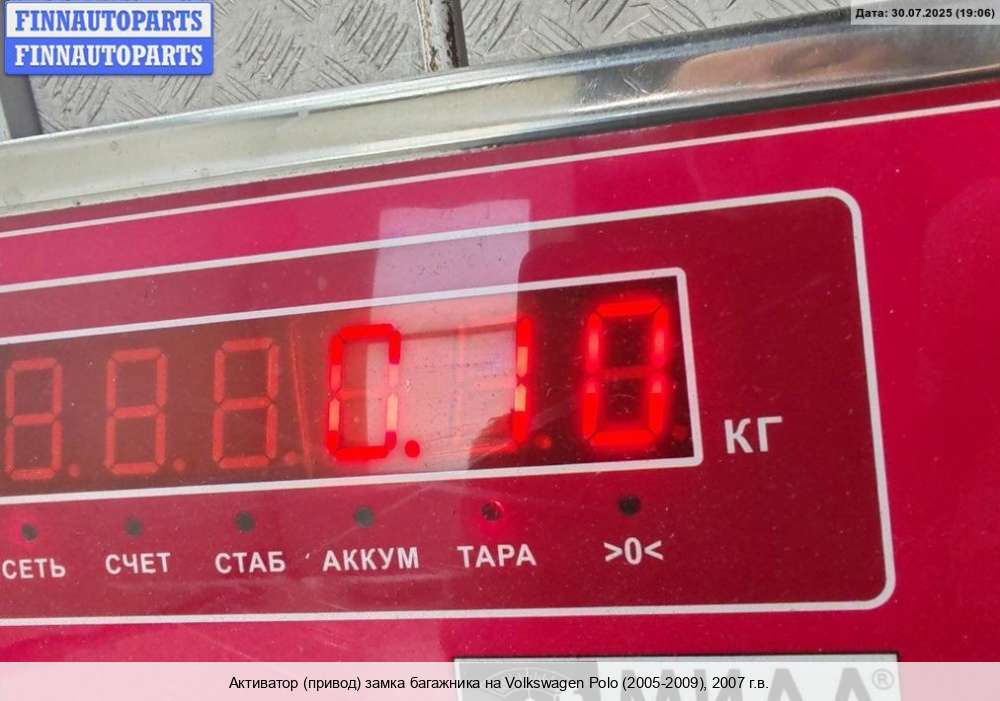 FINNAUTOPARTS
FINNAUTOPARTS
Дата: 30.07.2025 (19:06)
0.10
КГ
СЕТЬ СЧЕТ СТАБ АККУМ ТАРА >0<
Активатор (привод) замка багажника на Volkswagen Polo (2005-2009), 2007 г.в.